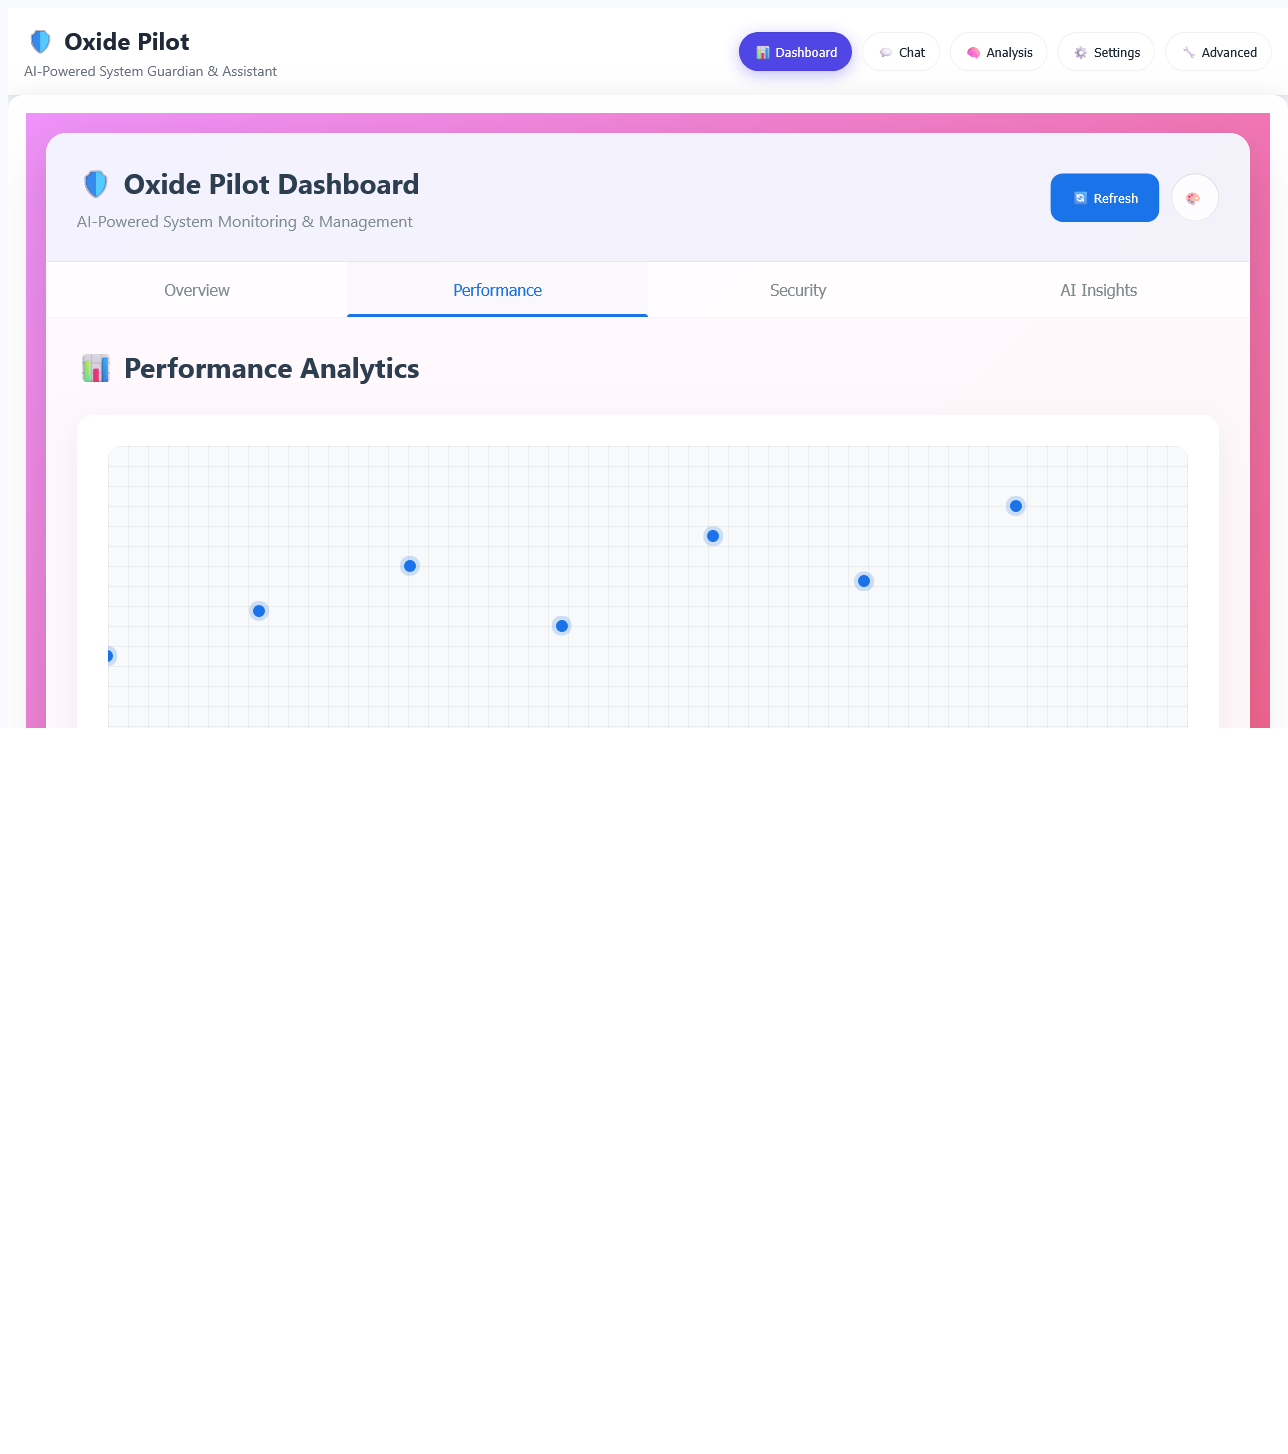 Oxide Pilot
AI-Powered System Guardian & Assistant
Dashboard
Chat
Analysis
Settings
Advanced
Oxide Pilot Dashboard
AI-Powered System Monitoring & Management
Refresh
Overview
Performance
Security
AI Insights
Performance Analytics